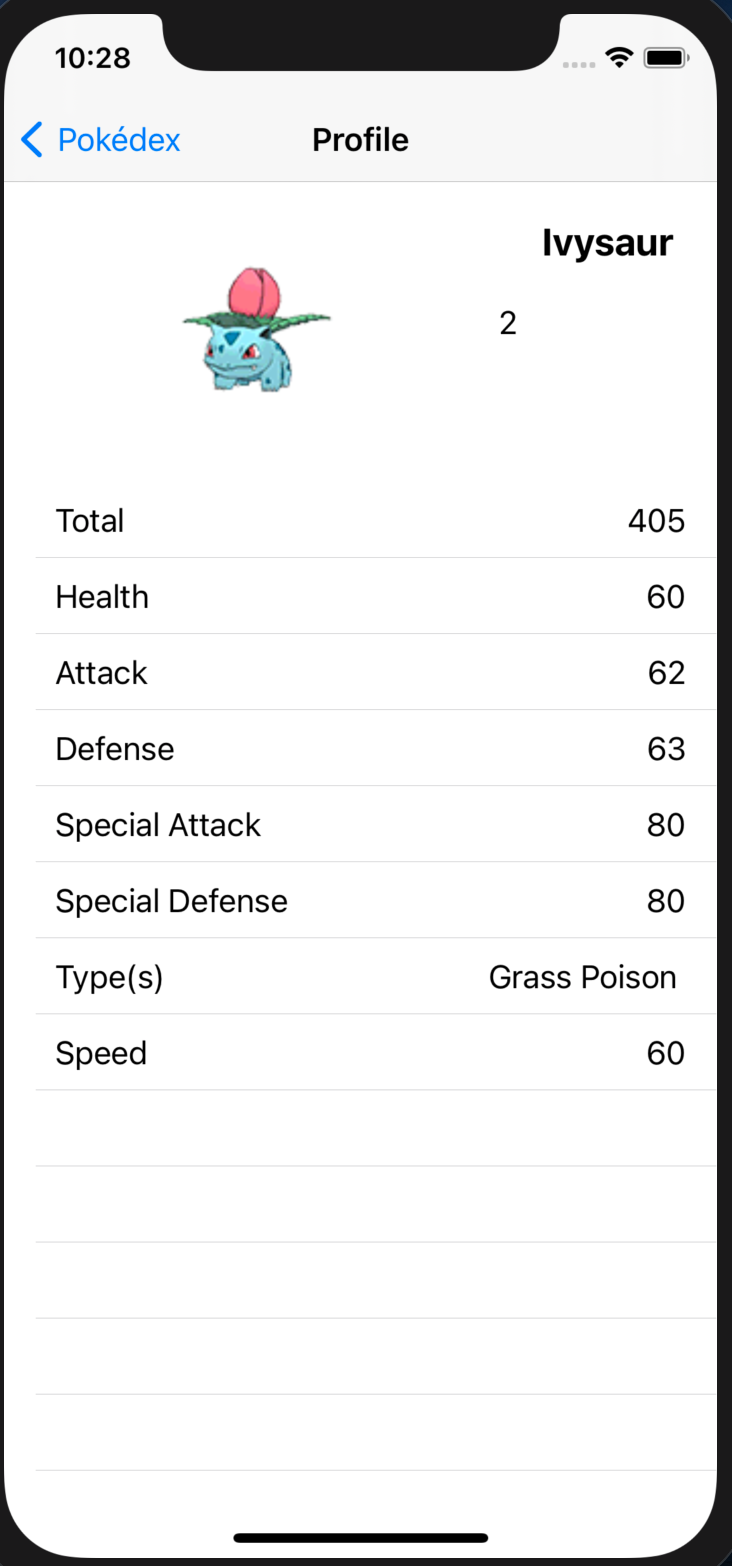 10:28
Pokédex Profile
Ivysaur
2
Total 405
Health 60
Attack 62
Defense 63
Special Attack 80
Special Defense 80
Type(s) Grass Poison
Speed 60